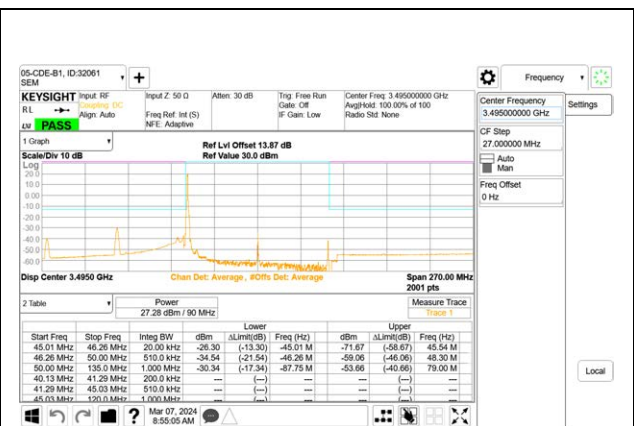 05-CDE-B1, ID:32061
SEM
Frequency
KEYSIGHT
RL
LXI
PASS
Input: RF
Coupling: DC
Align: Auto
Input Z: 50 Ω
Freq Ref: Int (S)
NFE: Adaptive
Atten: 30 dB
Trig: Free Run
Gate: Off
IF Gain: Low
Center Freq: 3.495000000 GHz
Avg|Hold: 100.00% of 100
Radio Std: None
Center Frequency
3.495000000 GHz
Settings
CF Step
27.000000 MHz
Auto
Man
Freq Offset
0 Hz
Local
1 Graph
Scale/Div 10 dB
Ref Lvl Offset 13.87 dB
Ref Value 30.0 dBm
Log
20.0
10.0
0.00
-10.0
-20.0
-30.0
-40.0
-50.0
-60.0
Disp Center 3.4950 GHz
Chan Det: Average , #Offs Det: Average
Span 270.00 MHz
2001 pts
2 Table
Power
27.28 dBm / 90 MHz
Measure Trace
Trace 1
Lower Upper
Start Freq Stop Freq Integ BW dBm ΔLimit(dB) Freq (Hz) dBm ΔLimit(dB) Freq (Hz)
45.01 MHz 46.26 MHz 20.00 kHz -26.30 (-13.30) -45.01 M -71.67 (-58.67) 45.54 M
46.26 MHz 50.00 MHz 510.0 kHz -34.54 (-21.54) -46.26 M -59.06 (-46.06) 48.30 M
50.00 MHz 135.0 MHz 1.000 MHz -30.34 (-17.34) -87.75 M -53.66 (-40.66) 79.00 M
40.13 MHz 41.29 MHz 200.0 kHz --- (---) --- --- (---) ---
41.29 MHz 45.03 MHz 510.0 kHz --- (---) --- --- (---) ---
45.03 MHz 120.0 MHz 1.000 MHz --- (---) --- --- (---) ---
Mar 07, 2024
8:55:05 AM